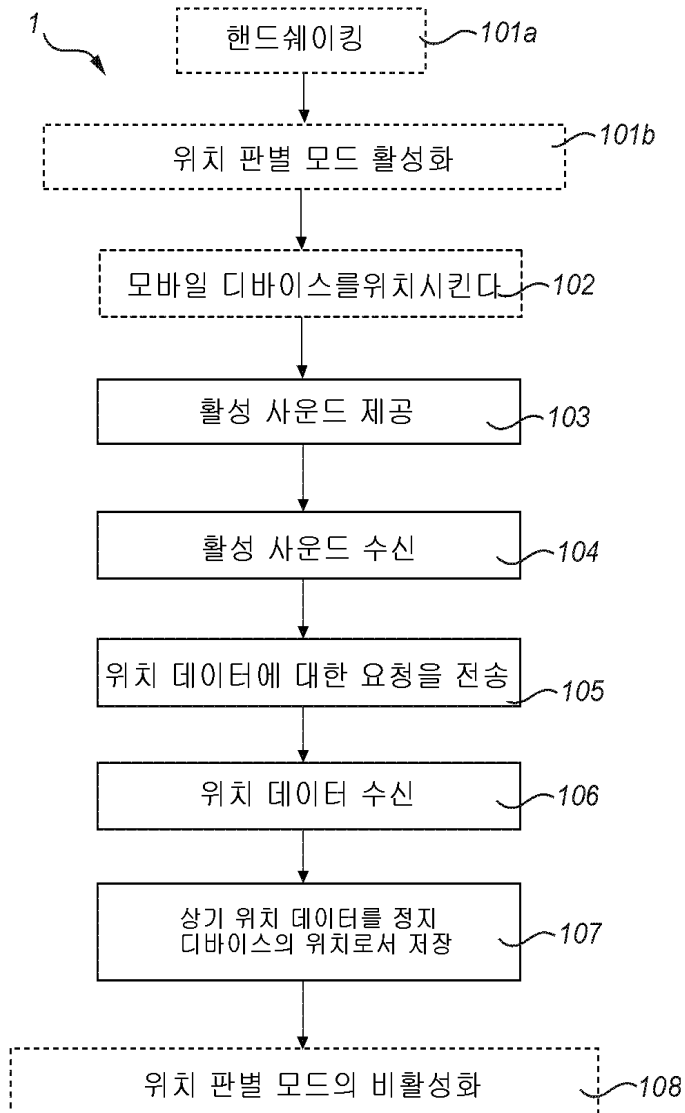 1
핸드쉐이킹
101a
위치 판별 모드 활성화
101b
모바일 디바이스를위치시킨다
102
활성 사운드 제공
103
활성 사운드 수신
104
위치 데이터에 대한 요청을 전송
105
위치 데이터 수신
106
상기 위치 데이터를 정지
디바이스의 위치로서 저장
107
위치 판별 모드의 비활성화
108